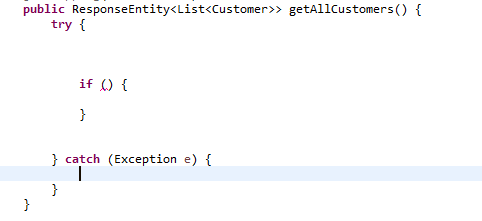 public ResponseEntity<List<Customer>> getAllCustomers() {
try {
if () {
}
} catch (Exception e) {
}
}